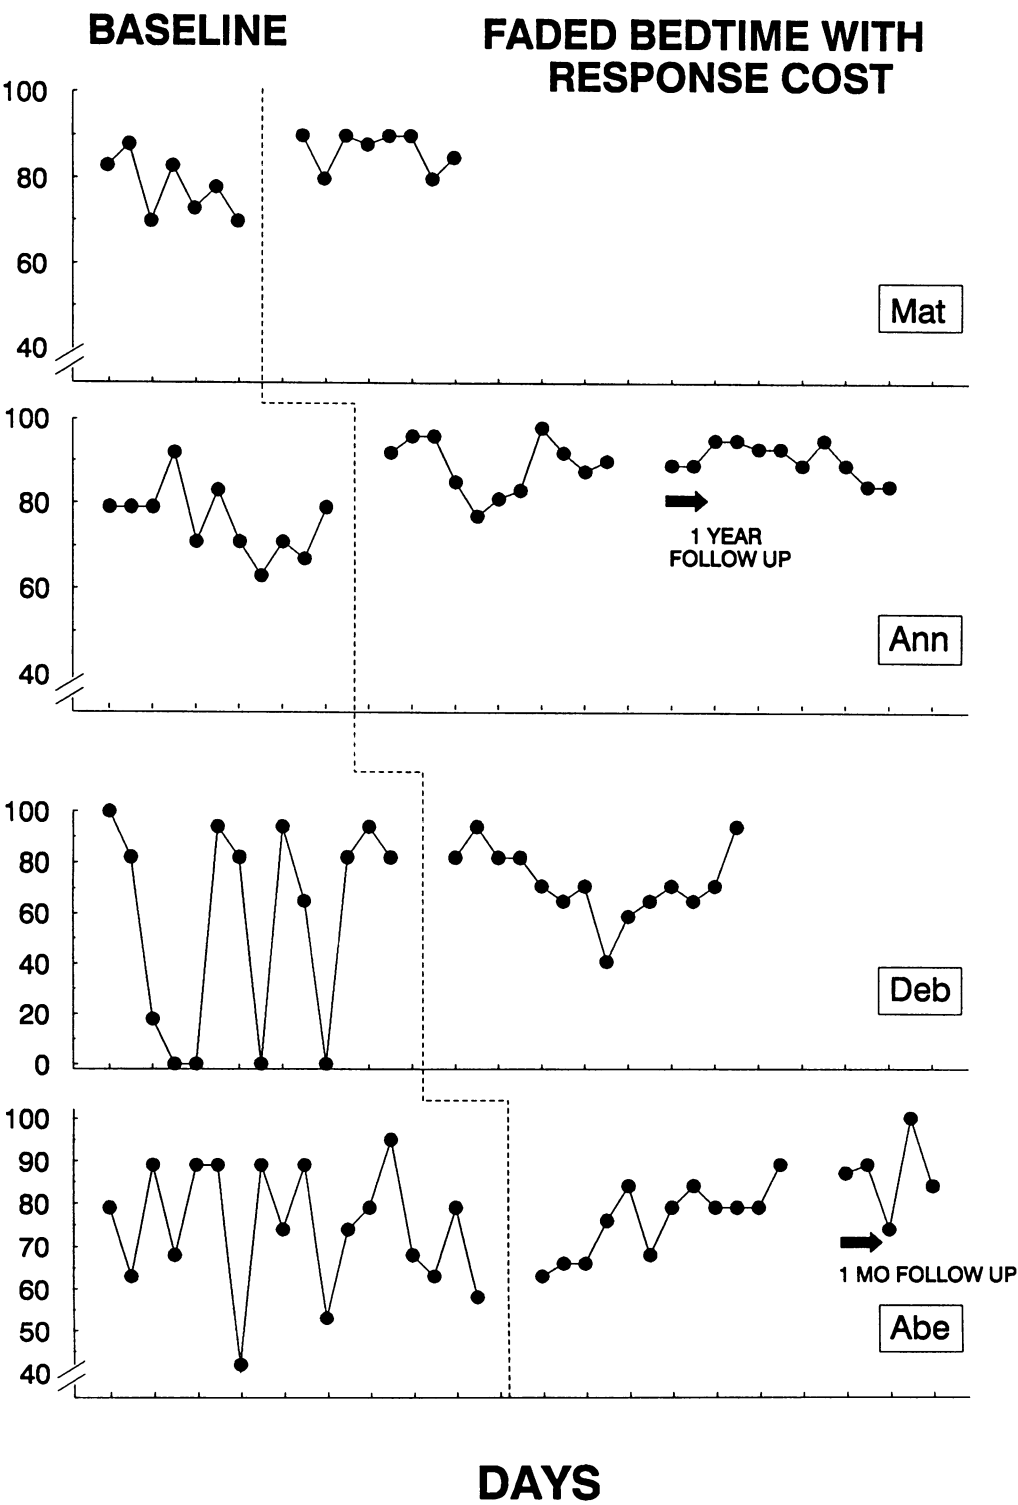 BASELINE
FADED BEDTIME WITH
RESPONSE COST
100
80
60
40
Mat
100
80
60
40
1 YEAR
FOLLOW UP
Ann
100
80
60
40
20
0
Deb
100
90
80
70
60
50
40
1 MO FOLLOW UP
Abe
DAYS